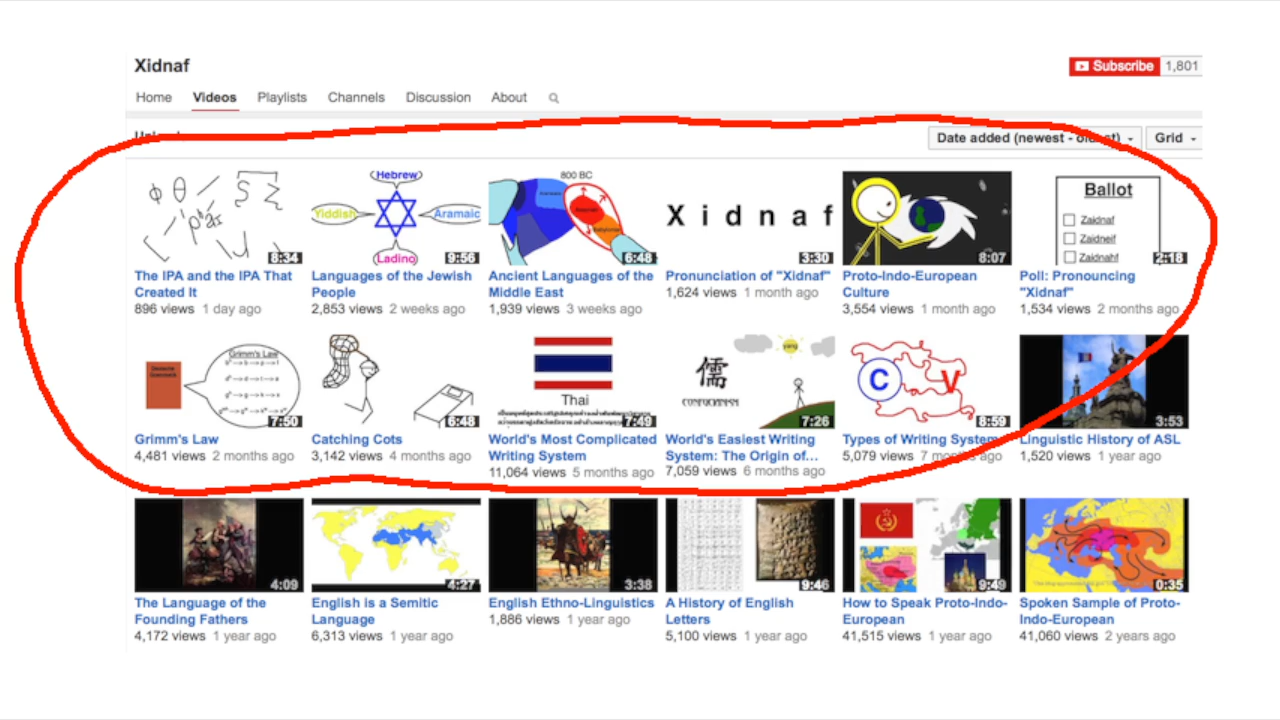 Xidnaf
Subscribe 1,801
Home Videos Playlists Channels Discussion About
Date added (newest - oldest) Grid
8:34
Hebrew
Yiddish
Aramaic
Ladino
9:56
800 BC
6:48
X i d n a f
3:30
8:07
Ballot
Zaidnaf
Zaidneif
Zaidnahf
2:18
The IPA and the IPA That
Created It
896 views 1 day ago
Languages of the Jewish
People
2,853 views 2 weeks ago
Ancient Languages of the
Middle East
1,939 views 3 weeks ago
Pronunciation of "Xidnaf"
1,624 views 1 month ago
Proto-Indo-European
Culture
3,554 views 1 month ago
Poll: Pronouncing
"Xidnaf"
1,534 views 2 months ago
Grimm's Law
7:50
6:48
Thai
7:49
儒
CONFUCIANISM
yang
7:26
C
V
8:59
3:53
Grimm's Law
4,481 views 2 months ago
Catching Cots
3,142 views 4 months ago
World's Most Complicated
Writing System
11,064 views 5 months ago
World's Easiest Writing
System: The Origin of...
7,059 views 6 months ago
Types of Writing System
5,079 views 7 months ago
Linguistic History of ASL
1,520 views 1 year ago
4:09
4:27
3:38
9:46
9:49
0:35
The Language of the
Founding Fathers
4,172 views 1 year ago
English is a Semitic
Language
6,313 views 1 year ago
English Ethno-Linguistics
1,886 views 1 year ago
A History of English
Letters
5,100 views 1 year ago
How to Speak Proto-Indo-
European
41,515 views 1 year ago
Spoken Sample of Proto-
Indo-European
41,060 views 2 years ago